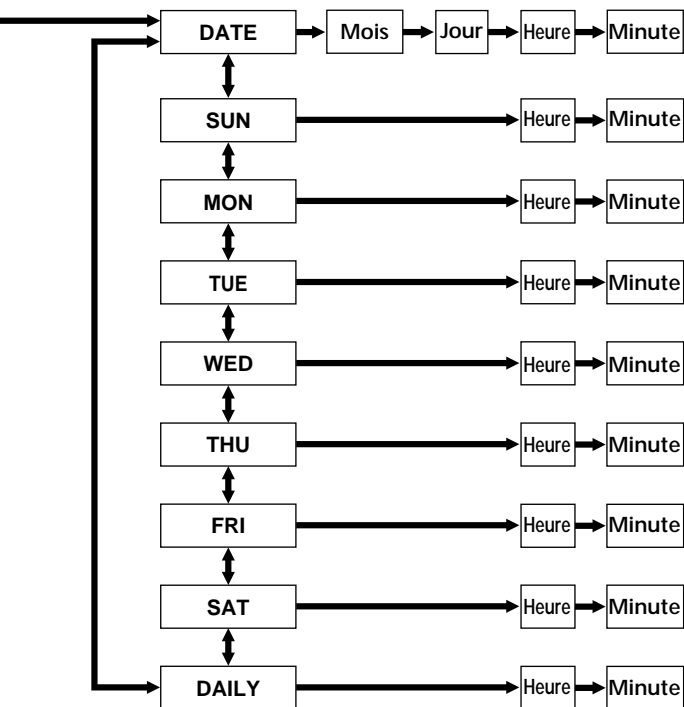 DATE Mois Jour Heure Minute
SUN Heure Minute
MON Heure Minute
TUE Heure Minute
WED Heure Minute
THU Heure Minute
FRI Heure Minute
SAT Heure Minute
DAILY Heure Minute